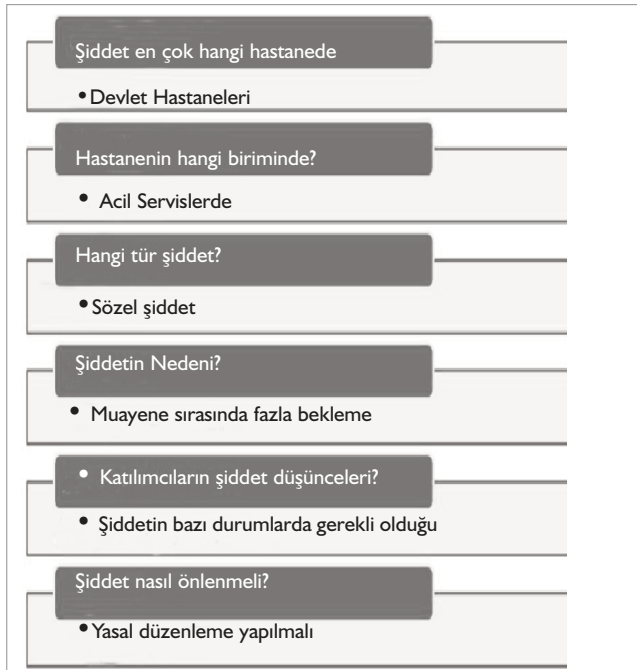 Şiddet en çok hangi hastanede
• Devlet Hastaneleri
Hastanenin hangi biriminde?
• Acil Servislerde
Hangi tür şiddet?
• Sözel şiddet
Şiddetin Nedeni?
• Muayene sırasında fazla bekleme
• Katılımcıların şiddet düşünceleri?
• Şiddetin bazı durumlarda gerekli olduğu
Şiddet nasıl önlenmeli?
• Yasal düzenleme yapılmalı